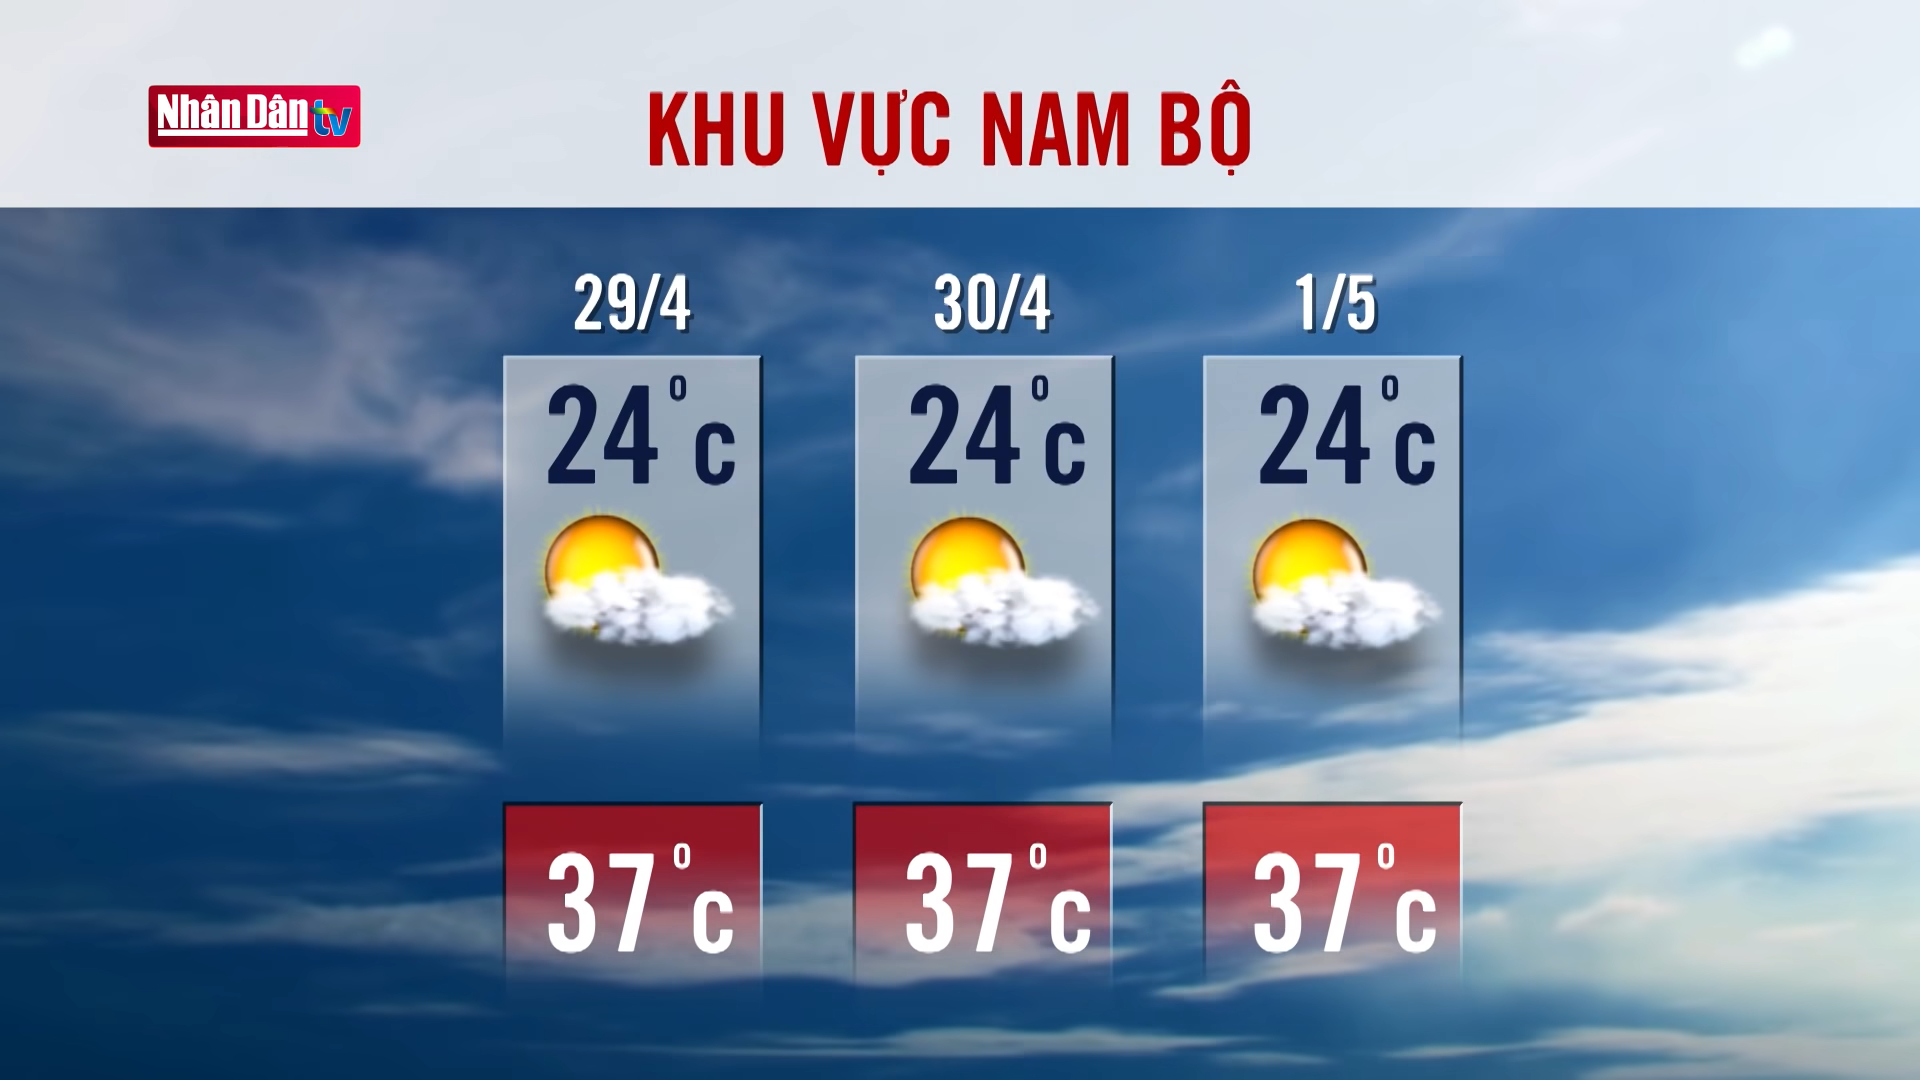 Nhân Dân tv
KHU VỰC NAM BỘ
29/4 30/4 1/5
24°C 24°C 24°C
37°C 37°C 37°C